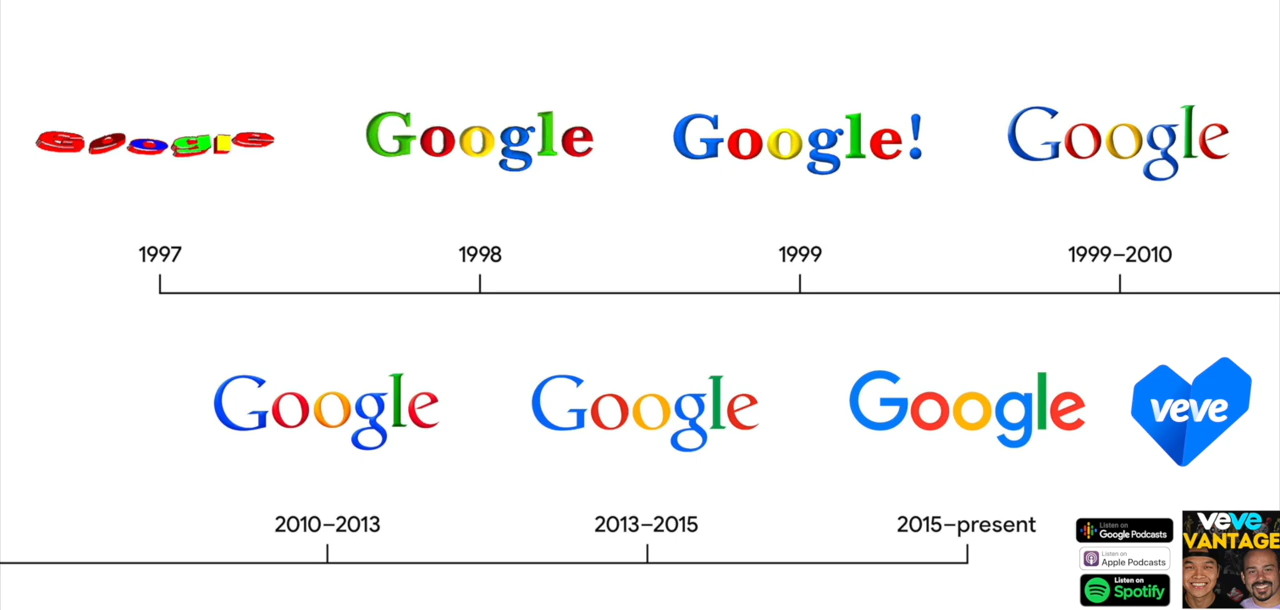 Google
Google
Google!
Google
1997
1998
1999
1999–2010
Google
Google
Google
veve
2010–2013
2013–2015
2015–present
Listen on
Google Podcasts
Listen on
Apple Podcasts
Listen on
Spotify
VEVE
VANTAGE